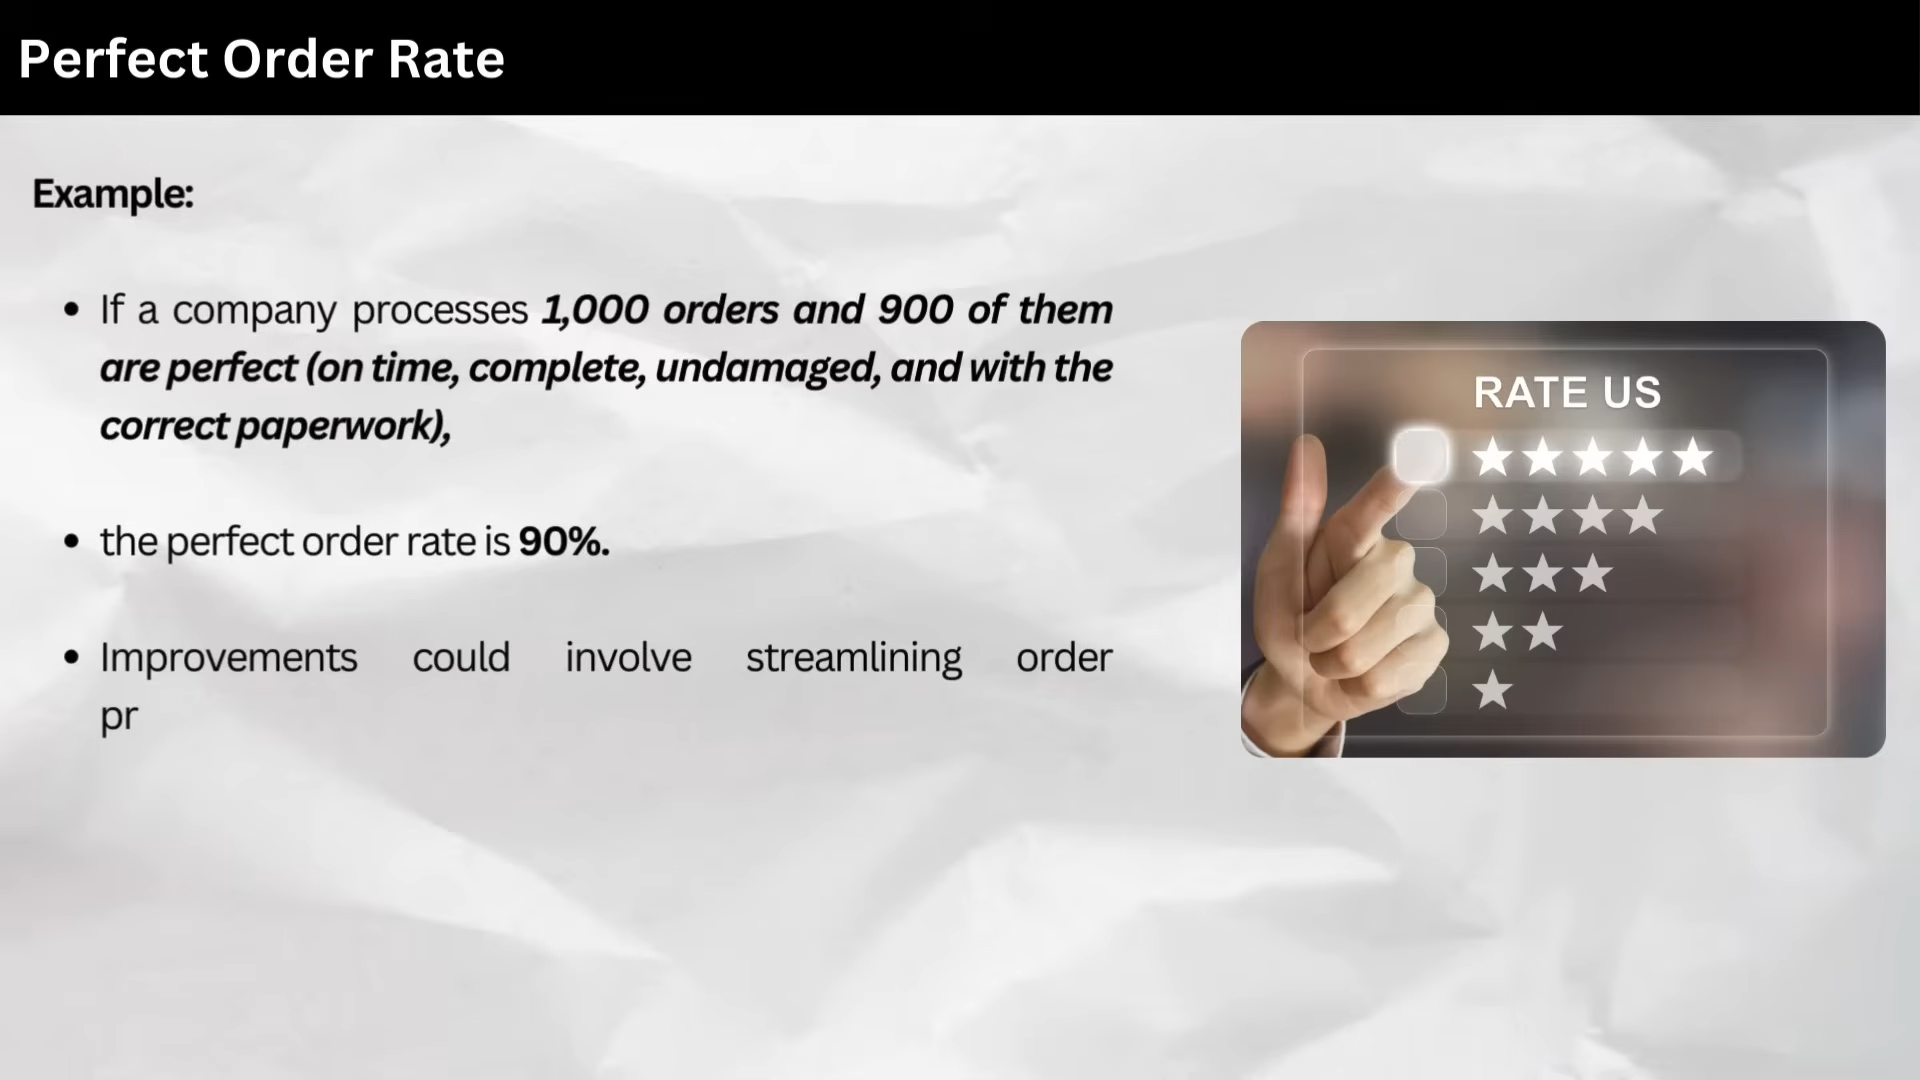 Perfect Order Rate
Example:
• If a company processes 1,000 orders and 900 of them
are perfect (on time, complete, undamaged, and with the
correct paperwork),
• the perfect order rate is 90%.
• Improvements could involve streamlining order
pr
RATE US